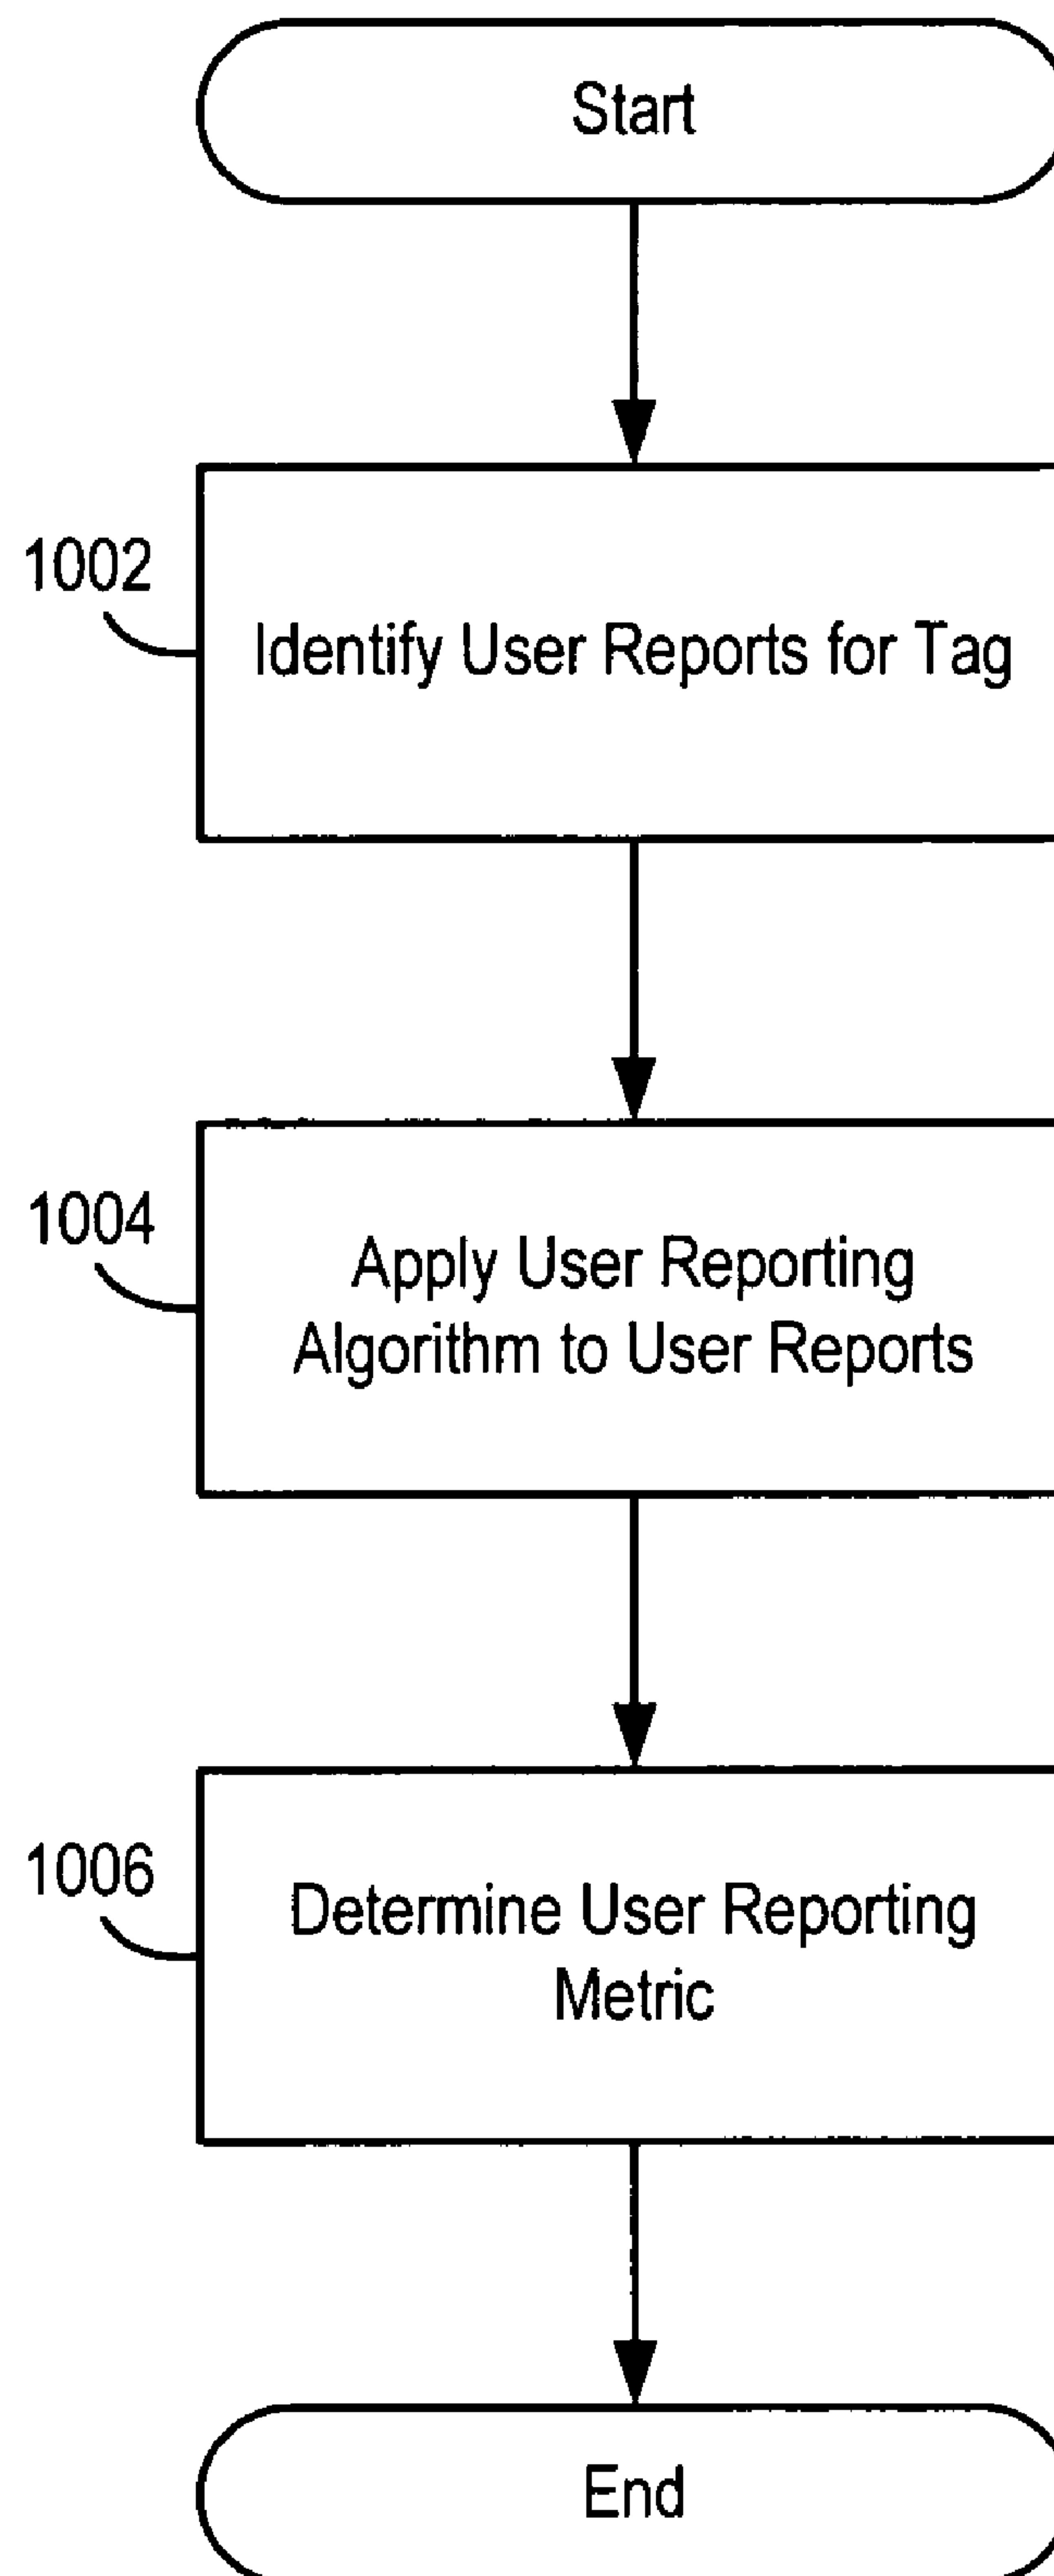 Start
1002
Identify User Reports for Tag
1004
Apply User Reporting
Algorithm to User Reports
1006
Determine User Reporting
Metric
End